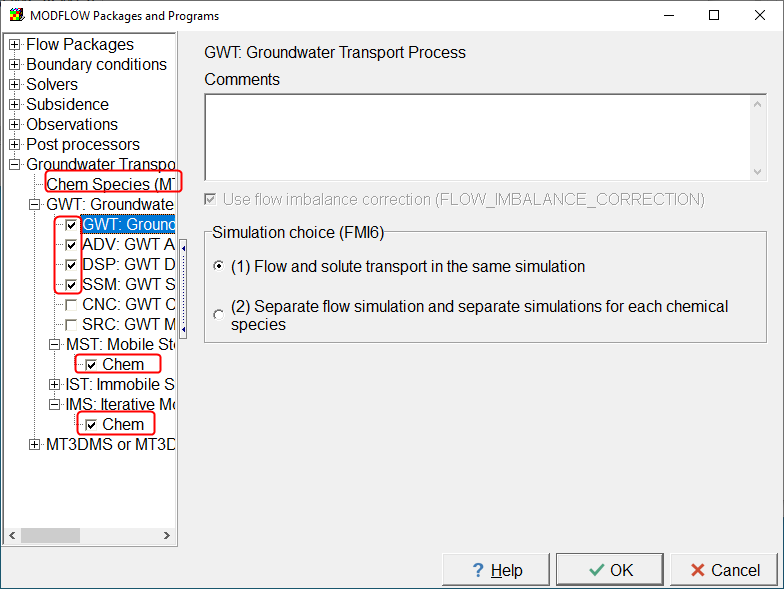 MODFLOW Packages and Programs
Flow Packages
Boundary conditions
Solvers
Subsidence
Observations
Post processors
Groundwater Transpo
Chem Species (MT
GWT: Groundwate
GWT: Ground
ADV: GWT A
DSP: GWT D
SSM: GWT S
CNC: GWT C
SRC: GWT M
MST: Mobile Sto
Chem
IST: Immobile S
IMS: Iterative Mo
Chem
MT3DMS or MT3D
GWT: Groundwater Transport Process
Comments
Use flow imbalance correction (FLOW_IMBALANCE_CORRECTION)
Simulation choice (FMI6)
(1) Flow and solute transport in the same simulation
(2) Separate flow simulation and separate simulations for each chemical
species
? Help
OK
Cancel